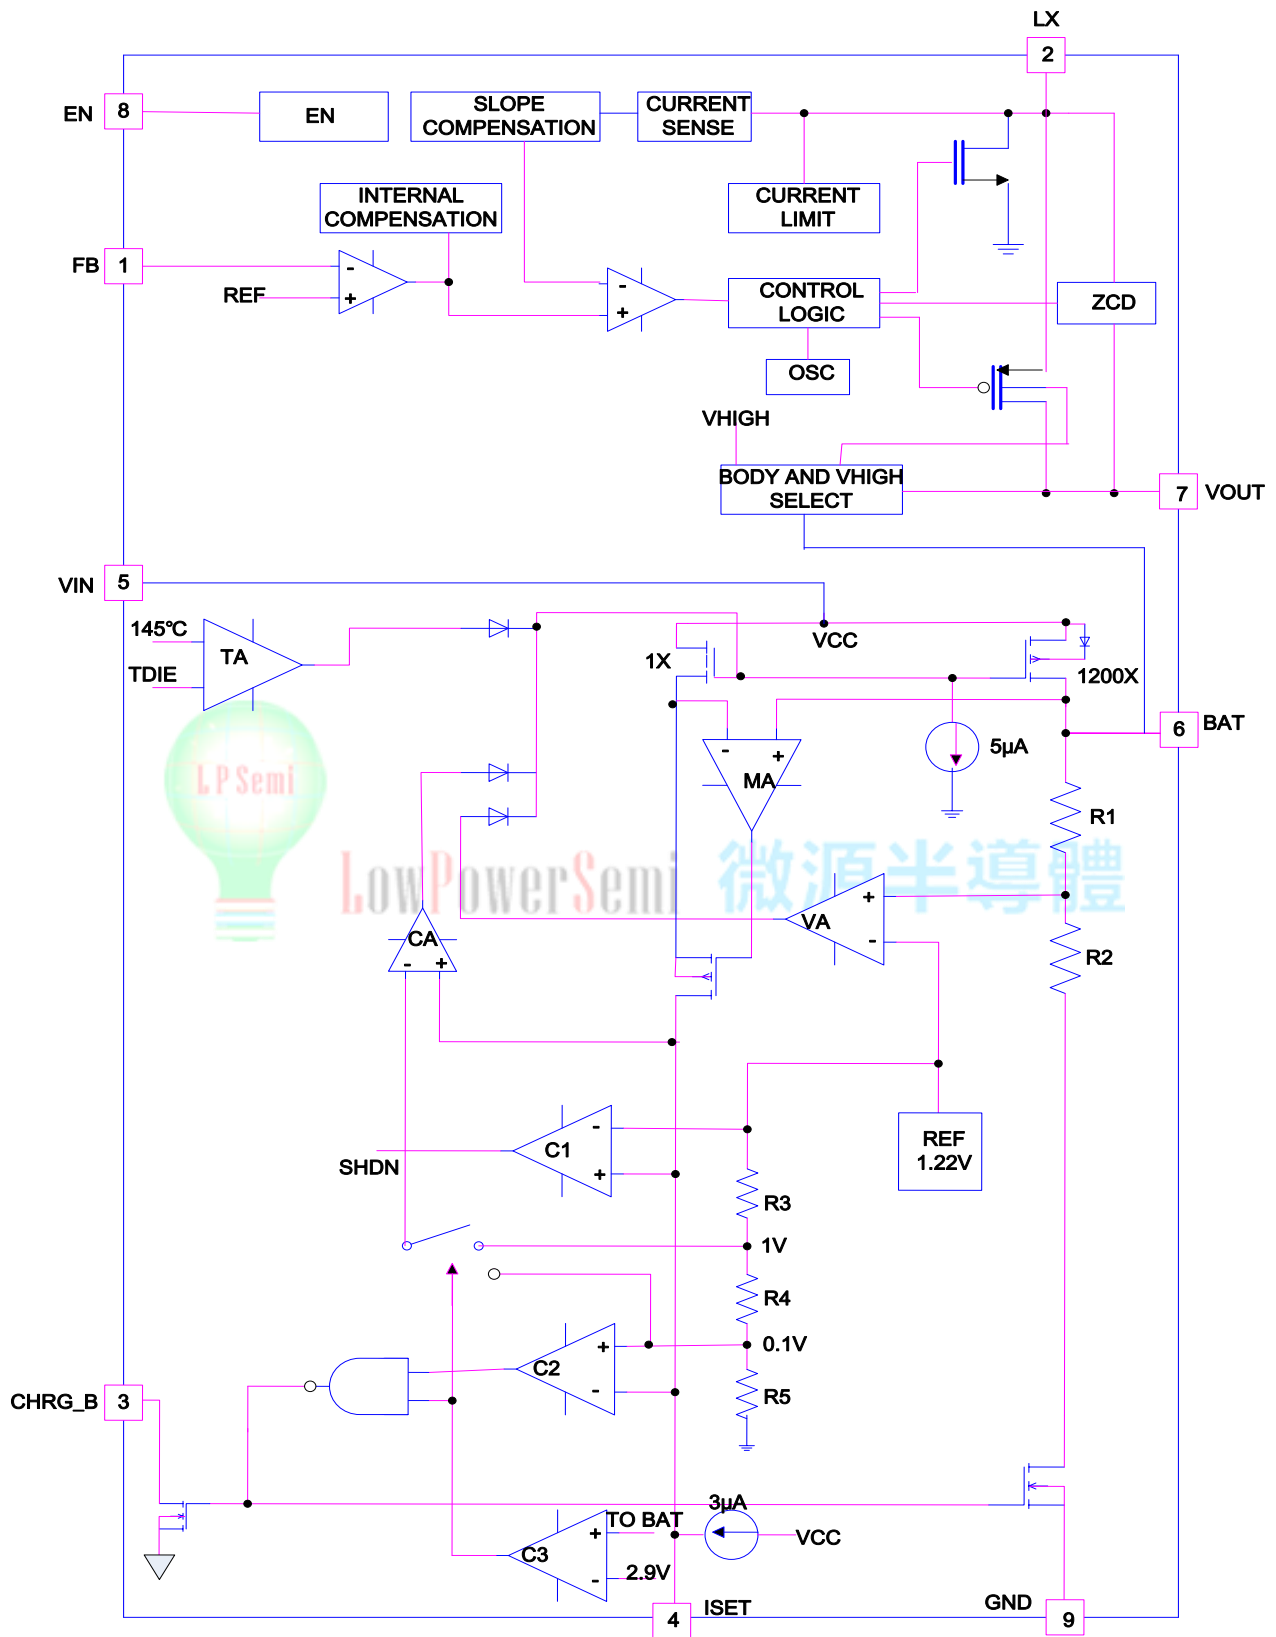 LX
2
EN
8
EN
SLOPE
COMPENSATION
CURRENT
SENSE
INTERNAL
COMPENSATION
CURRENT
LIMIT
FB
1
REF
-
+
-
+
CONTROL
LOGIC
ZCD
OSC
VHIGH
BODY AND VHIGH
SELECT
7
VOUT
VIN
5
145℃
TA
TDIE
VCC
1X
1200X
6
BAT
5µA
-
+
MA
LPSemi
R1
LowPowerSemi 微源半導體
+
VA
-
CA
-
+
R2
REF
1.22V
-
C1
+
SHDN
R3
1V
R4
0.1V
+
C2
-
R5
CHRG_B
3
3µA
TO BAT
+
C3
-
2.9V
VCC
4
ISET
GND
9